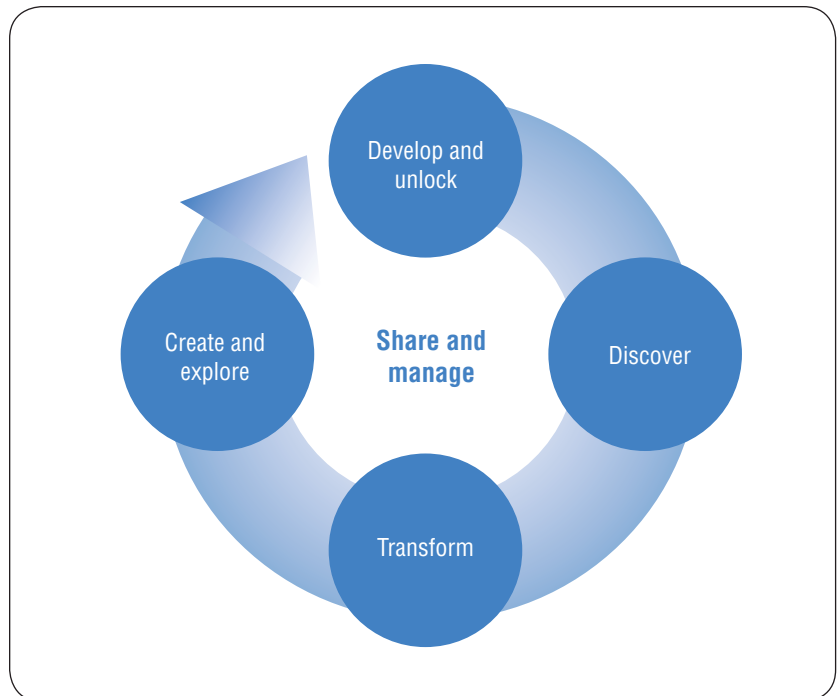 Develop and
unlock
Discover
Transform
Create and
explore
Share and
manage